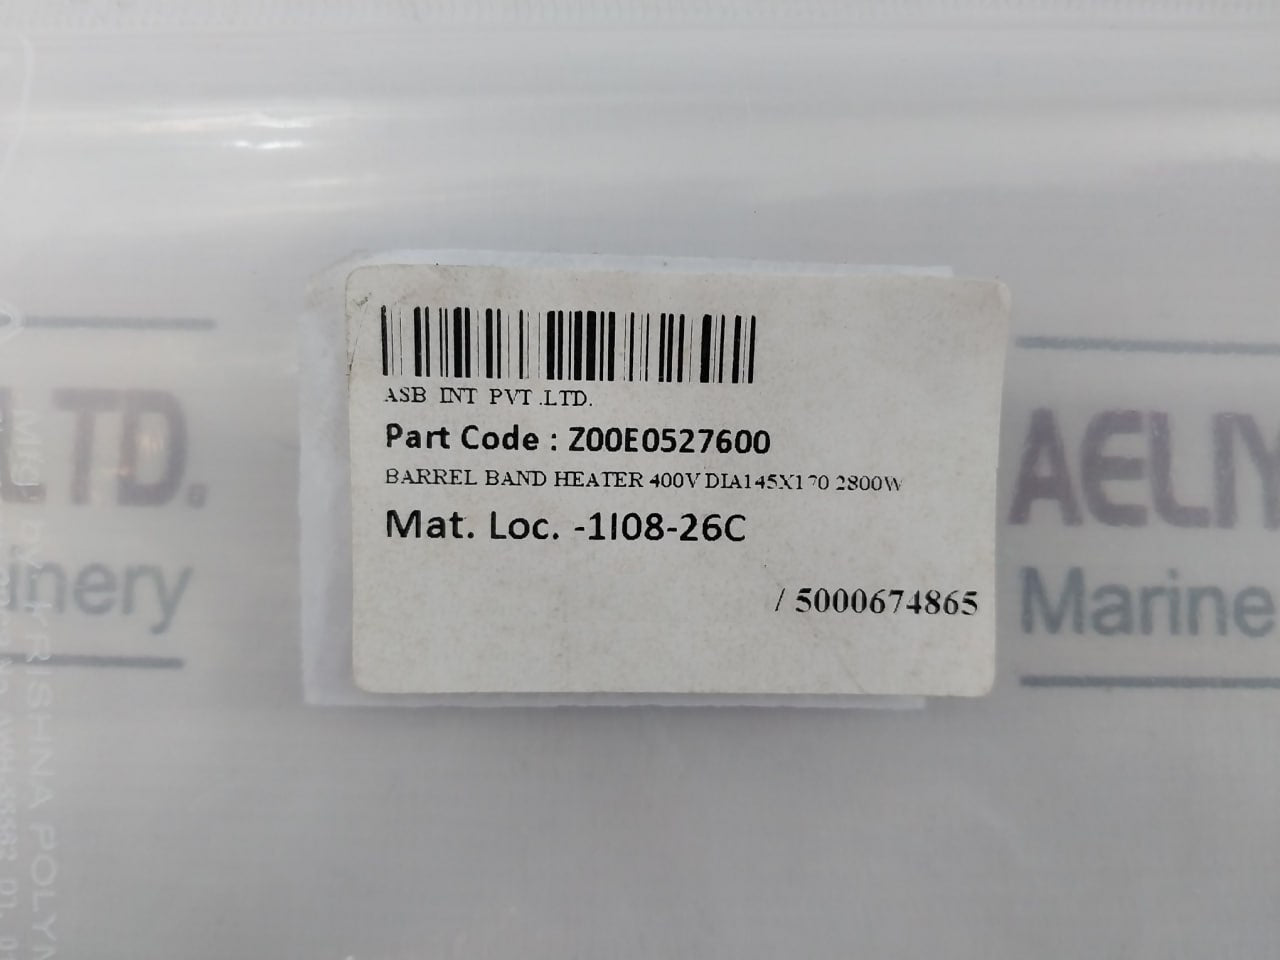 ASB INT PVT .LTD.
Part Code : Z00E0527600
BARREL BAND HEATER 400V DIA145X170 2800W
Mat. Loc. -1I08-26C
/ 5000674865
LTD.
AELIY
Marine
KRISHNA